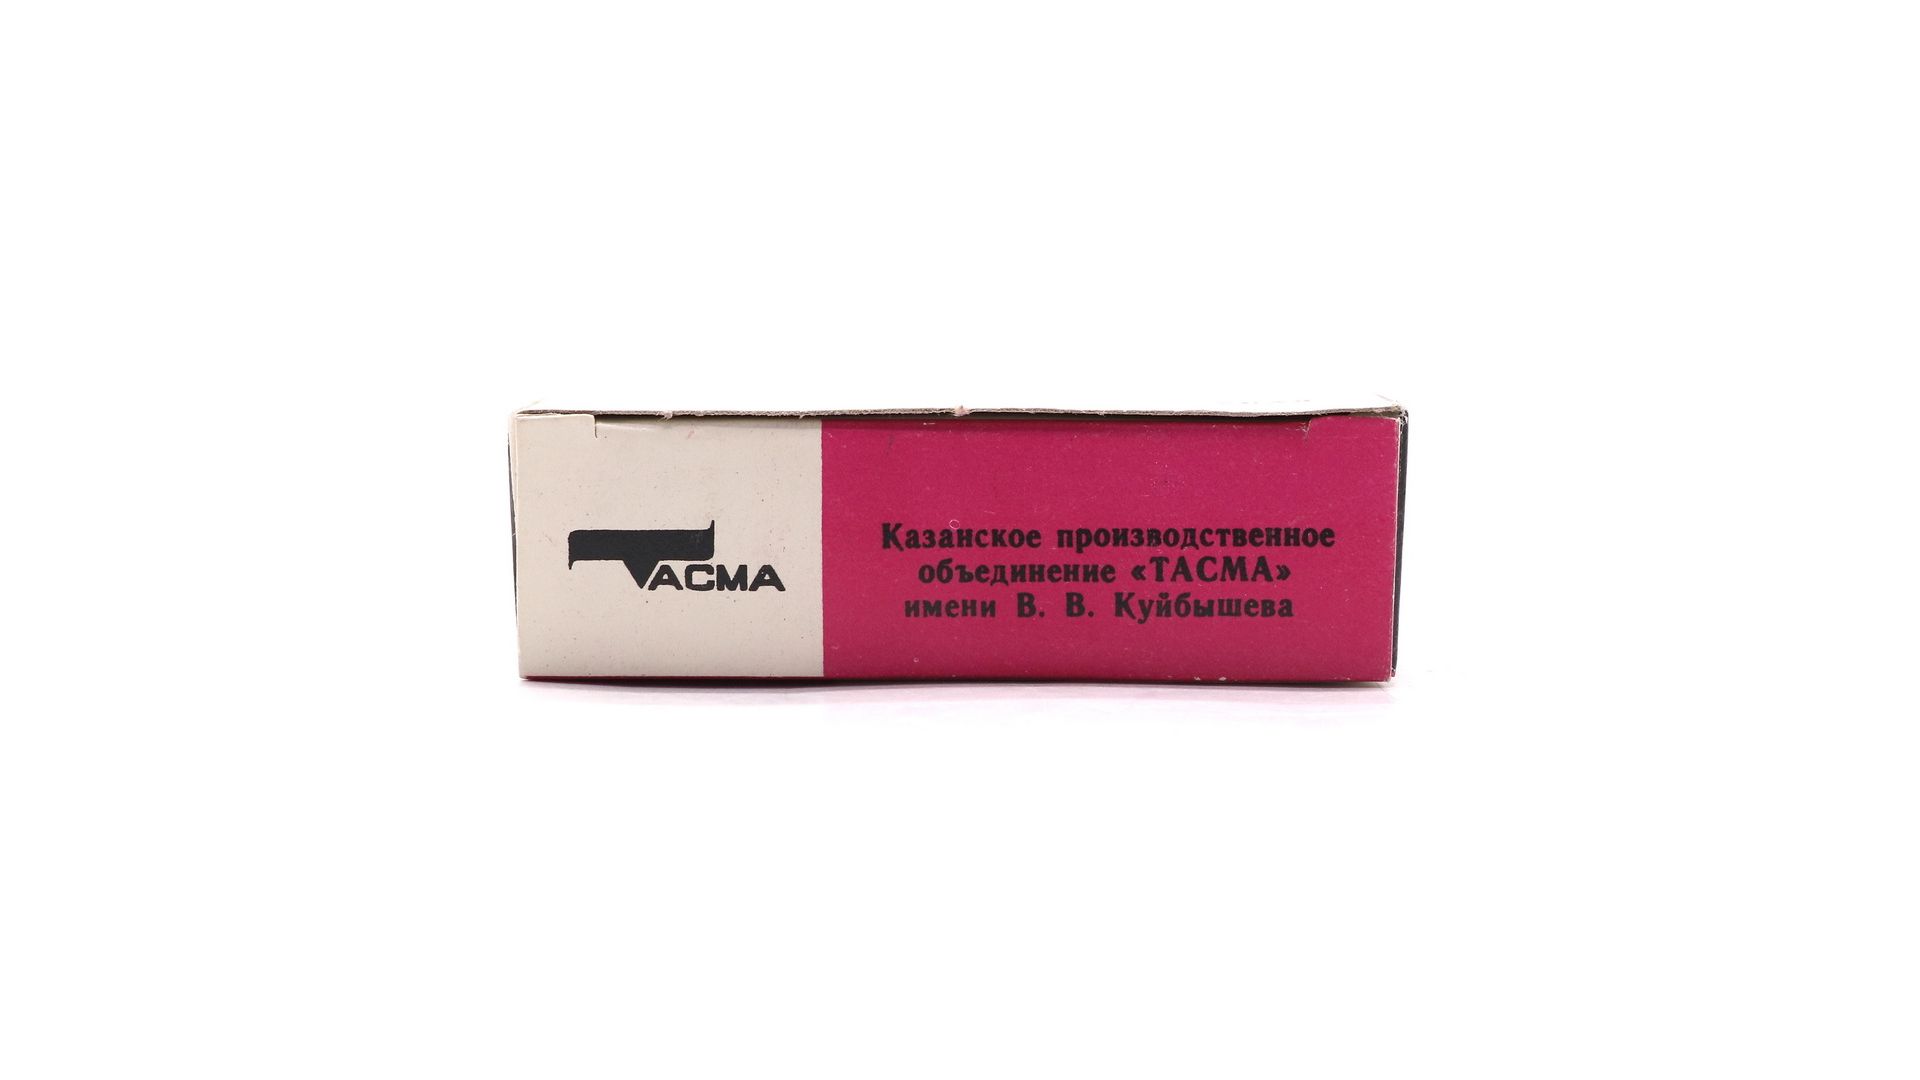 ТАСМА
Казанское производственное
объединение «ТАСМА»
имени В. В. Куйбышева